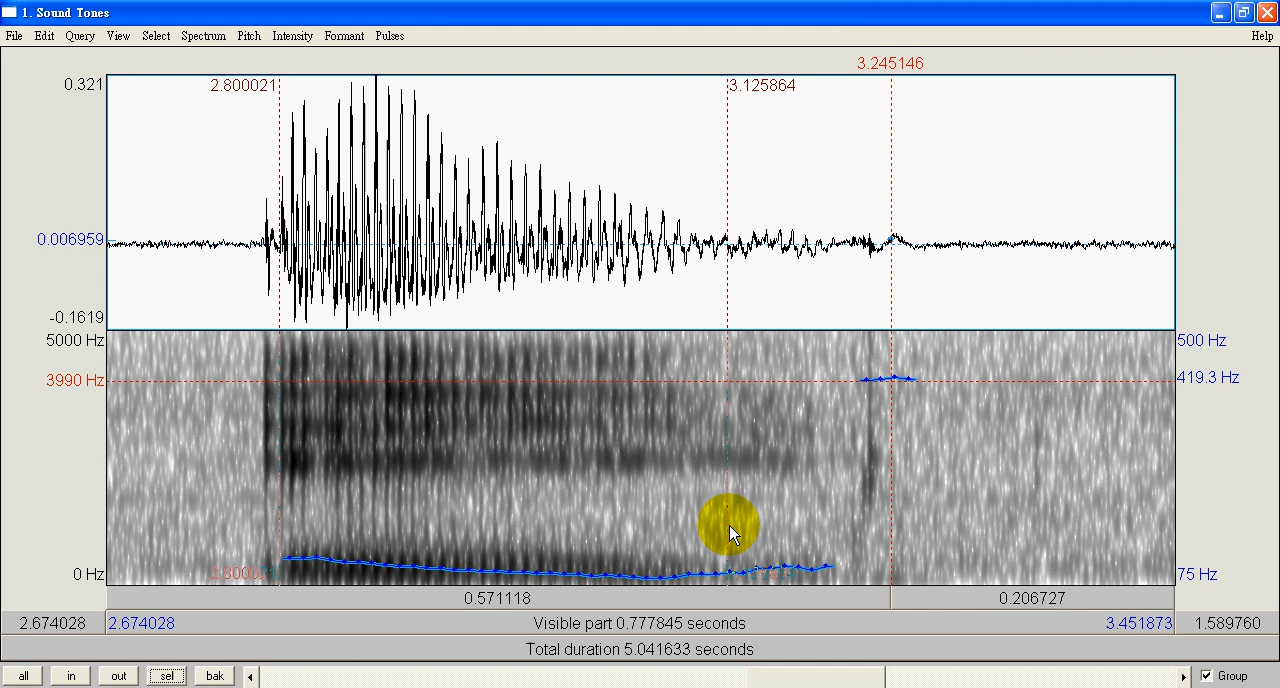 1. Sound Tones
File Edit Query View Select Spectrum Pitch Intensity Formant Pulses Help
3.245146
0.321 2.800021 3.125864
0.006959
-0.1619
5000 Hz 500 Hz
3990 Hz 419.3 Hz
0 Hz 2.800021 75 Hz
0.571118 0.206727
2.674028 2.674028 Visible part 0.777845 seconds 3.451873 1.589760
Total duration 5.041633 seconds
all in out sel bak Group